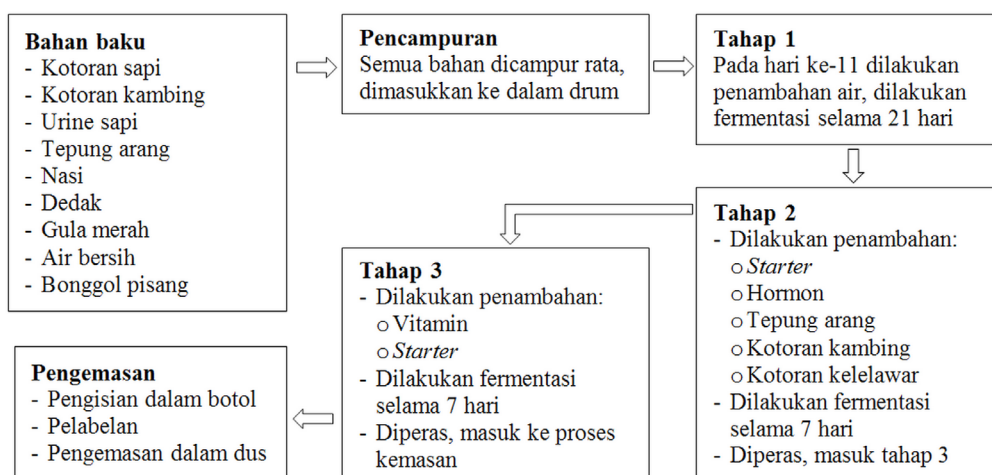 Bahan baku
- Kotoran sapi
- Kotoran kambing
- Urine sapi
- Tepung arang
- Nasi
- Dedak
- Gula merah
- Air bersih
- Bonggol pisang
Pencampuran
Semua bahan dicampur rata,
dimasukkan ke dalam drum
Tahap 1
Pada hari ke-11 dilakukan
penambahan air, dilakukan
fermentasi selama 21 hari
Tahap 2
- Dilakukan penambahan:
o Starter
o Hormon
o Tepung arang
o Kotoran kambing
o Kotoran kelelawar
- Dilakukan fermentasi
selama 7 hari
- Diperas, masuk tahap 3
Tahap 3
- Dilakukan penambahan:
o Vitamin
o Starter
- Dilakukan fermentasi
selama 7 hari
- Diperas, masuk ke proses
kemasan
Pengemasan
- Pengisian dalam botol
- Pelabelan
- Pengemasan dalam dus